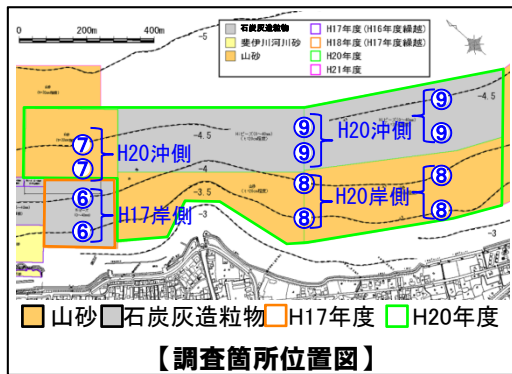 0 200m 400m
石炭灰造粒物
斐伊川河川砂
山砂
H17年度(H16年度繰越)
H18年度(H17年度繰越)
H20年度
H21年度
-5
-4.5
-4.5
⑨ ⑨
H20沖側
⑨ ⑨
⑦
H20沖側
⑦
-4
⑧ ⑧
H20岸側
⑧ ⑧
-3.5
⑥
H17岸側
⑥
-3
-3
山砂 石炭灰造粒物 H17年度 H20年度
【調査箇所位置図】